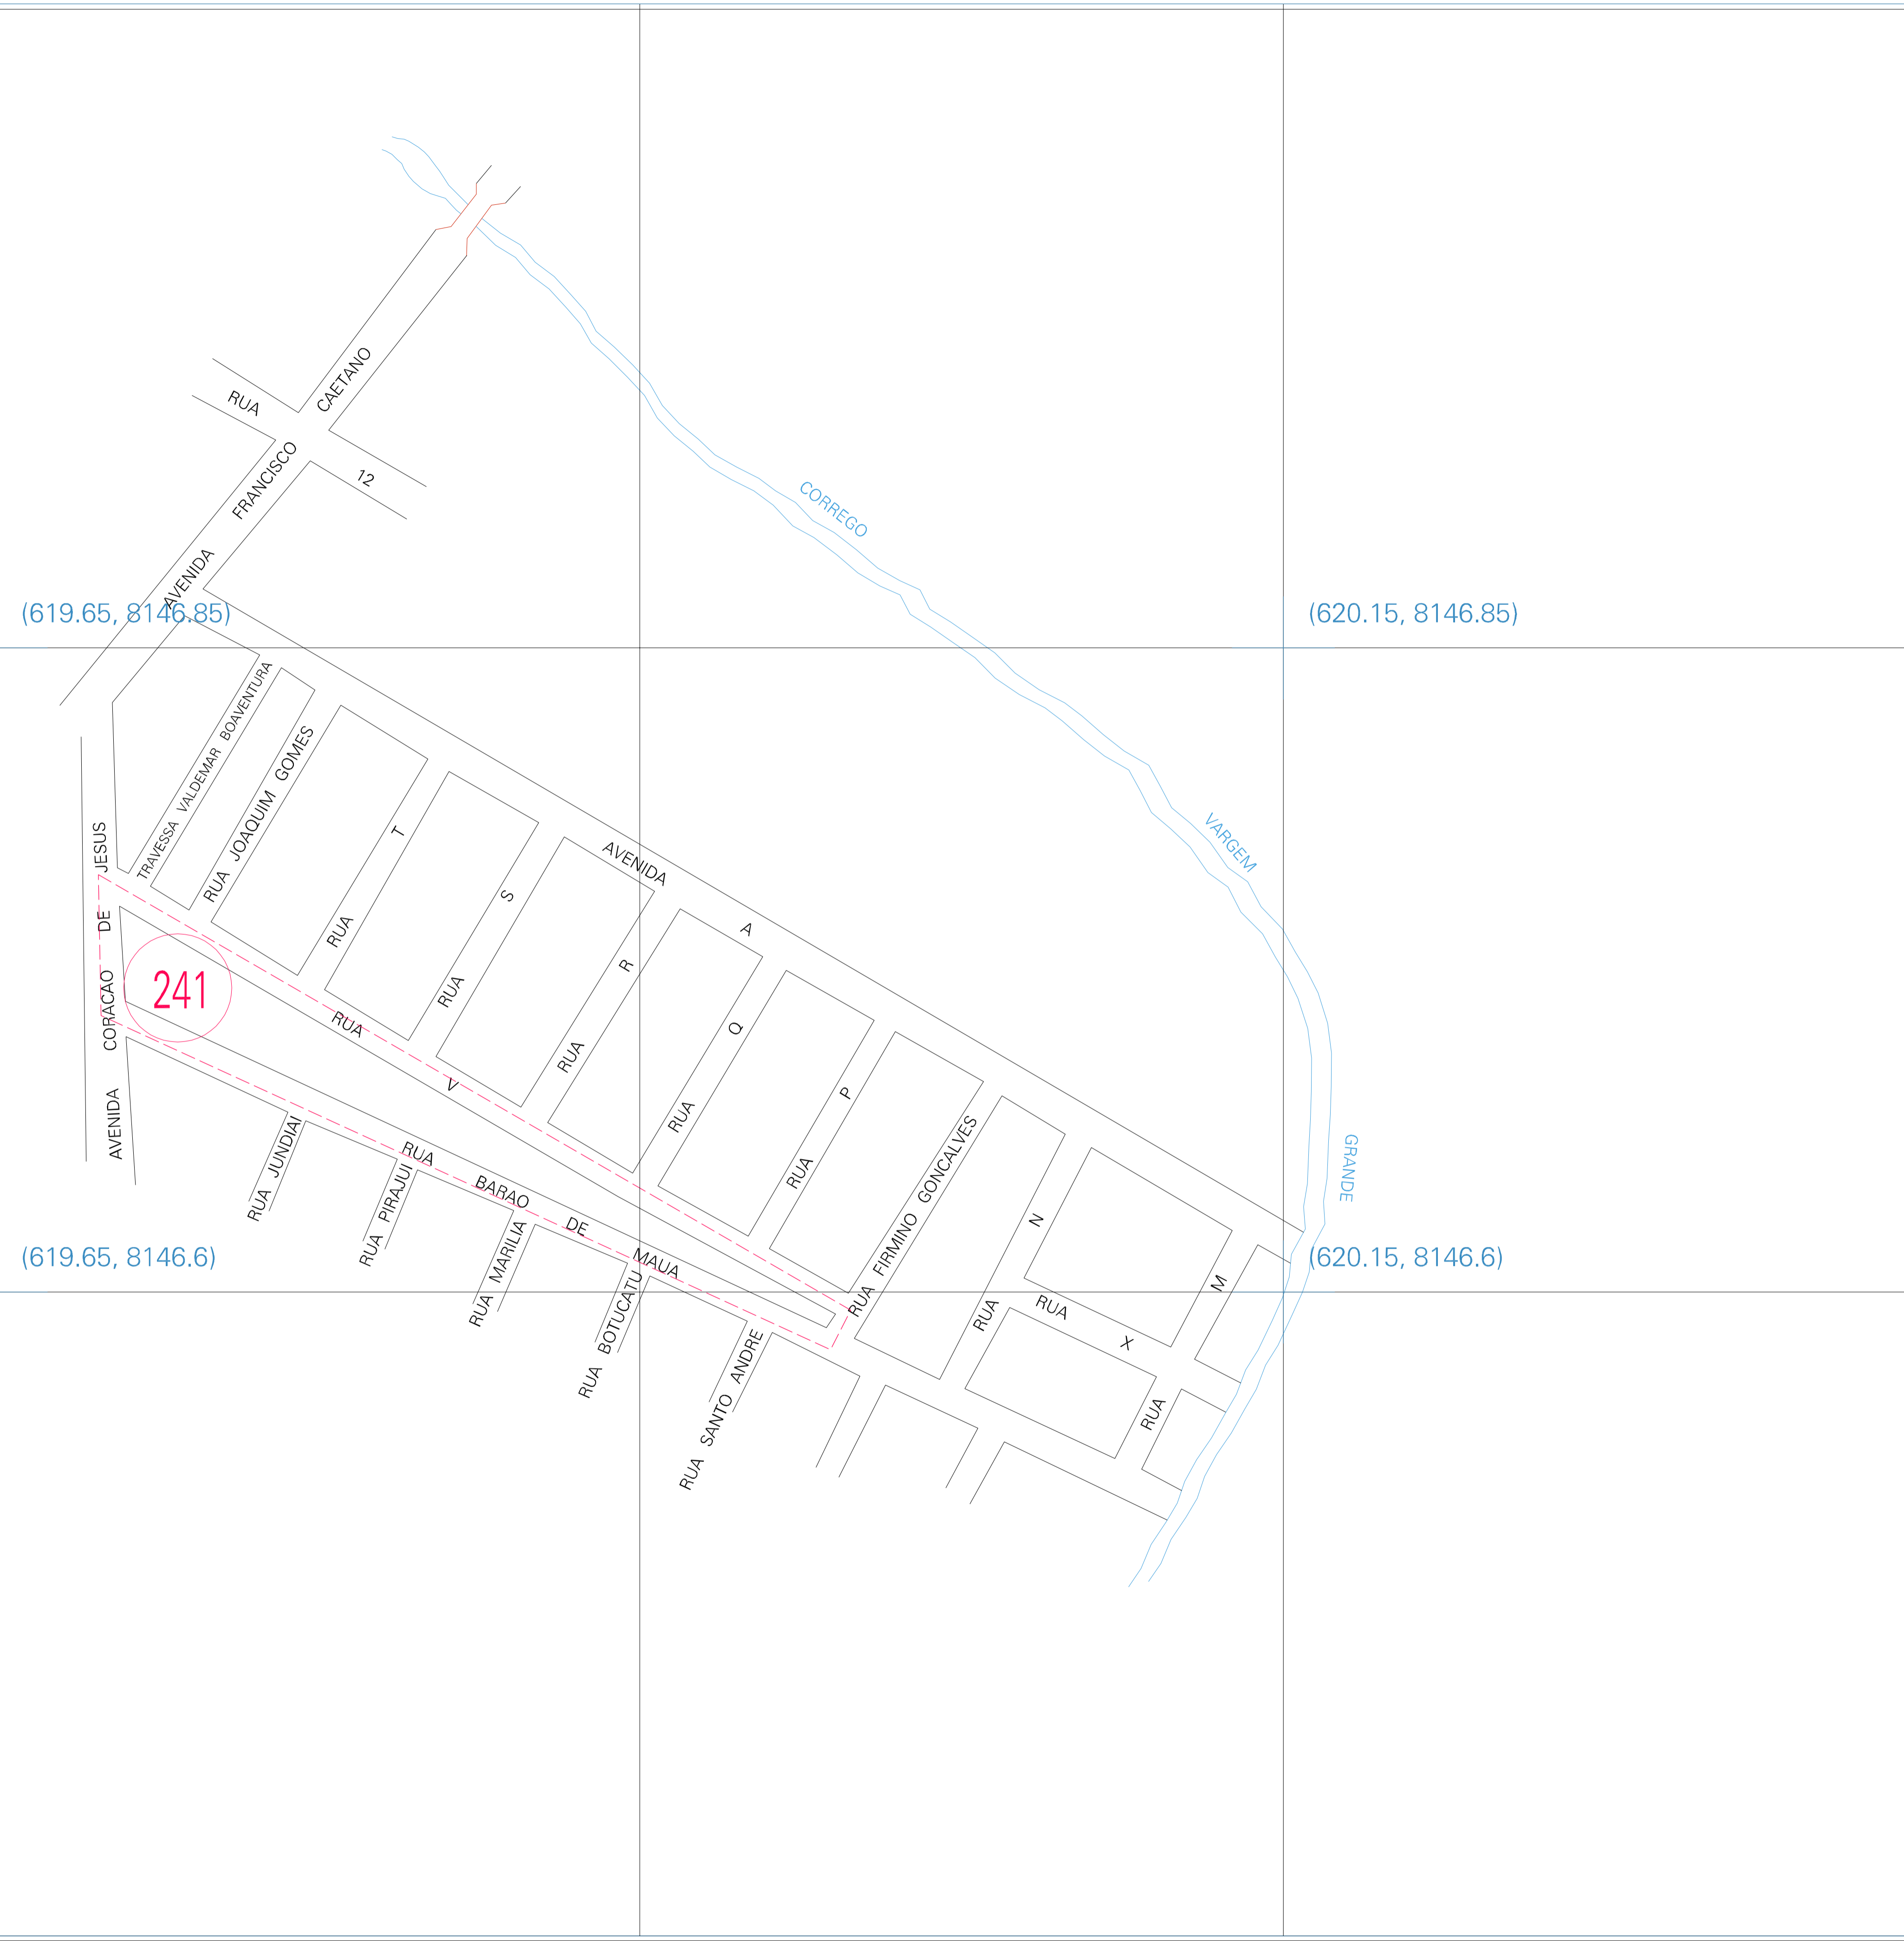 RUA
CAETANO
FRANCISCO
12
AVENIDA
CORREGO
(619.65, 8146.85)
(620.15, 8146.85)
TRAVESSA VALDEMAR BOAVENTURA
RUA JOAQUIM GOMES
RUA T
RUA S
AVENIDA A
RUA R
RUA Q
RUA P
VARGEM
GRANDE
AVENIDA CORACAO DE JESUS
241
RUA V
RUA BARAO DE MAUA
RUA JUNDIAI
RUA PIRAJUI
RUA MARILIA
RUA BOTUCATU
RUA SANTO ANDRE
RUA FIRMINO GONCALVES
RUA N
RUA X
RUA M
(619.65, 8146.6)
(620.15, 8146.6)